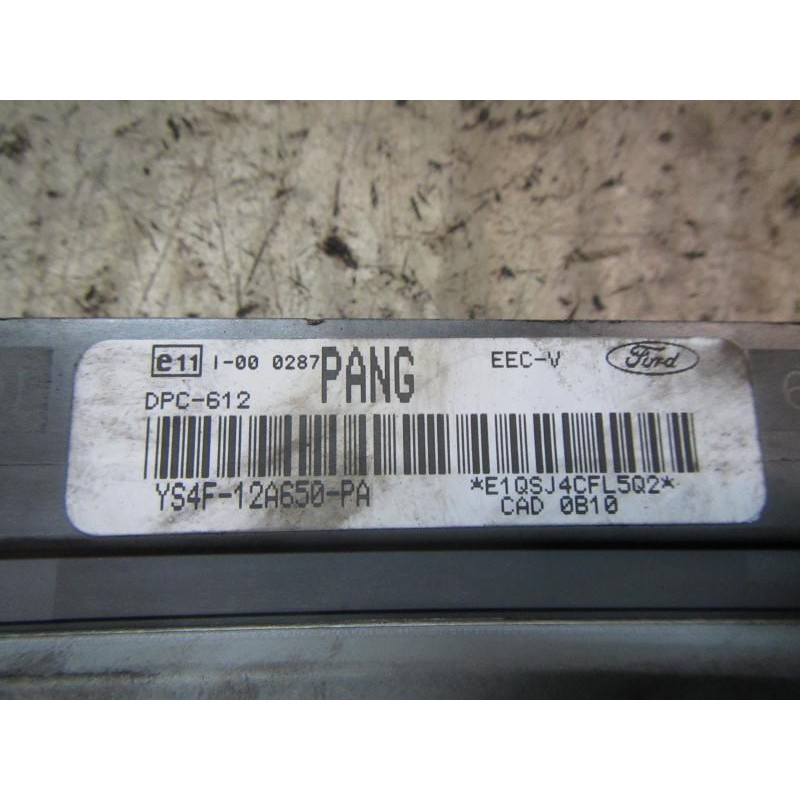 e11 I-00 0287 PANG EEC-V Ford
DPC-612
YS4F-12A650-PA *E1QSJ4CFL5Q2*
CAD 0B10